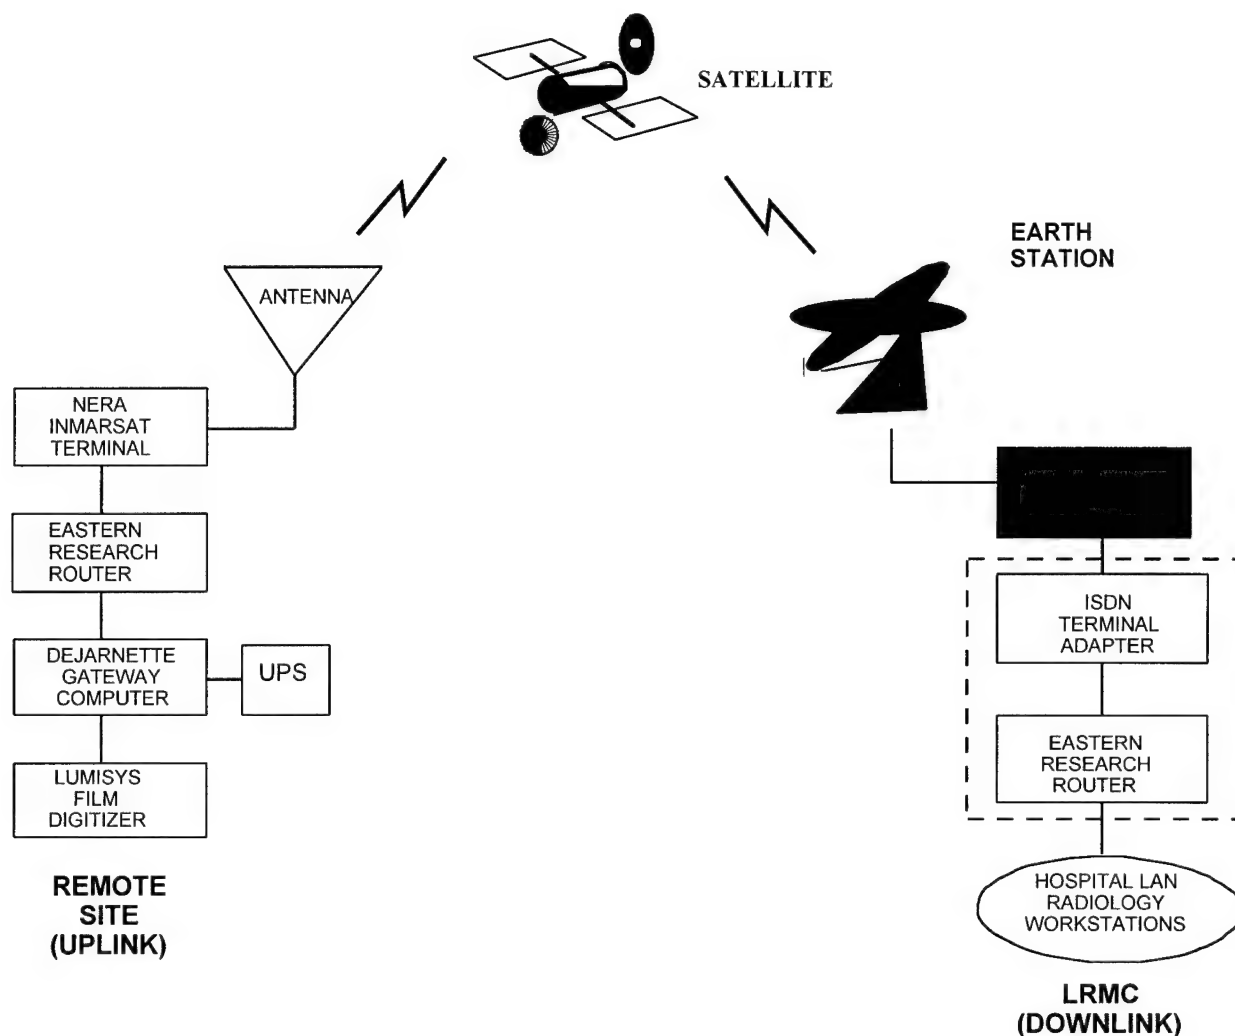 SATELLITE
EARTH
STATION
ANTENNA
NERA
INMARSAT
TERMINAL
EASTERN
RESEARCH
ROUTER
DEJARNETTE
GATEWAY
COMPUTER
UPS
LUMISYS
FILM
DIGITIZER
REMOTE
SITE
(UPLINK)
ISDN
TERMINAL
ADAPTER
EASTERN
RESEARCH
ROUTER
HOSPITAL LAN
RADIOLOGY
WORKSTATIONS
LRMC
(DOWNLINK)